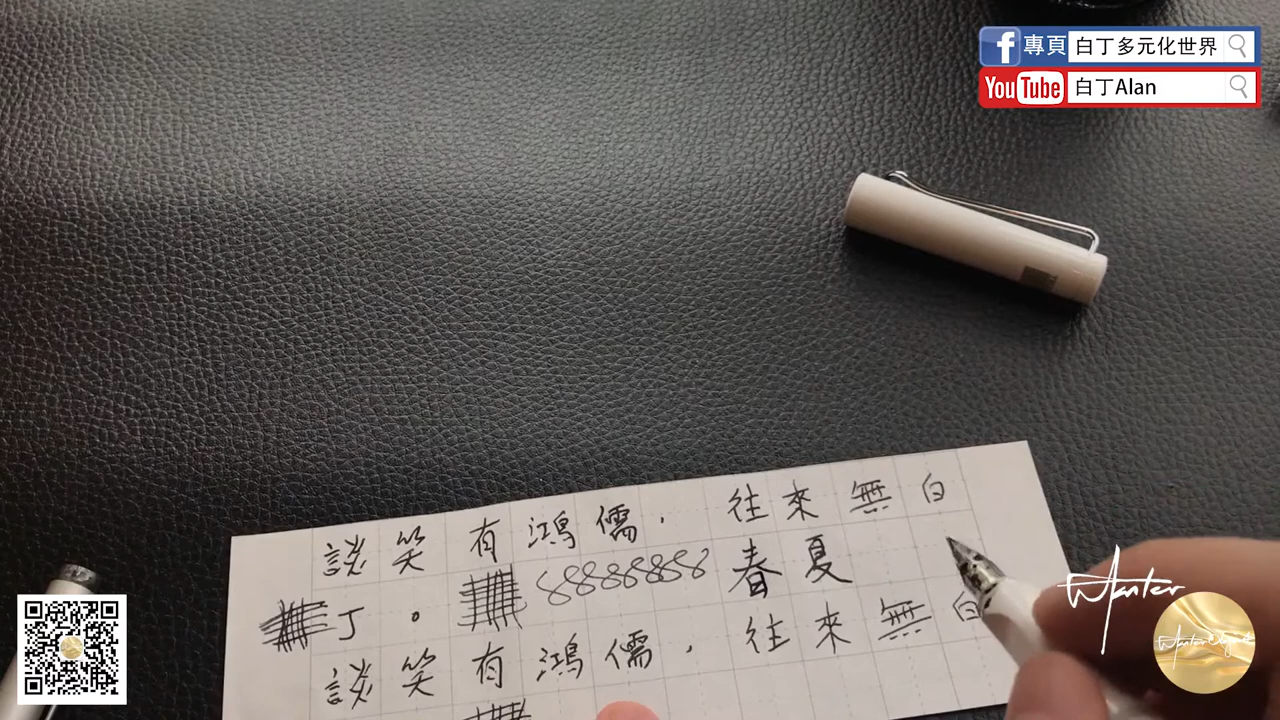 專頁 白丁多元化世界
YouTube 白丁Alan
談笑有鴻儒，往來無白
丁。 88888888 春夏
談笑有鴻儒，往來無白